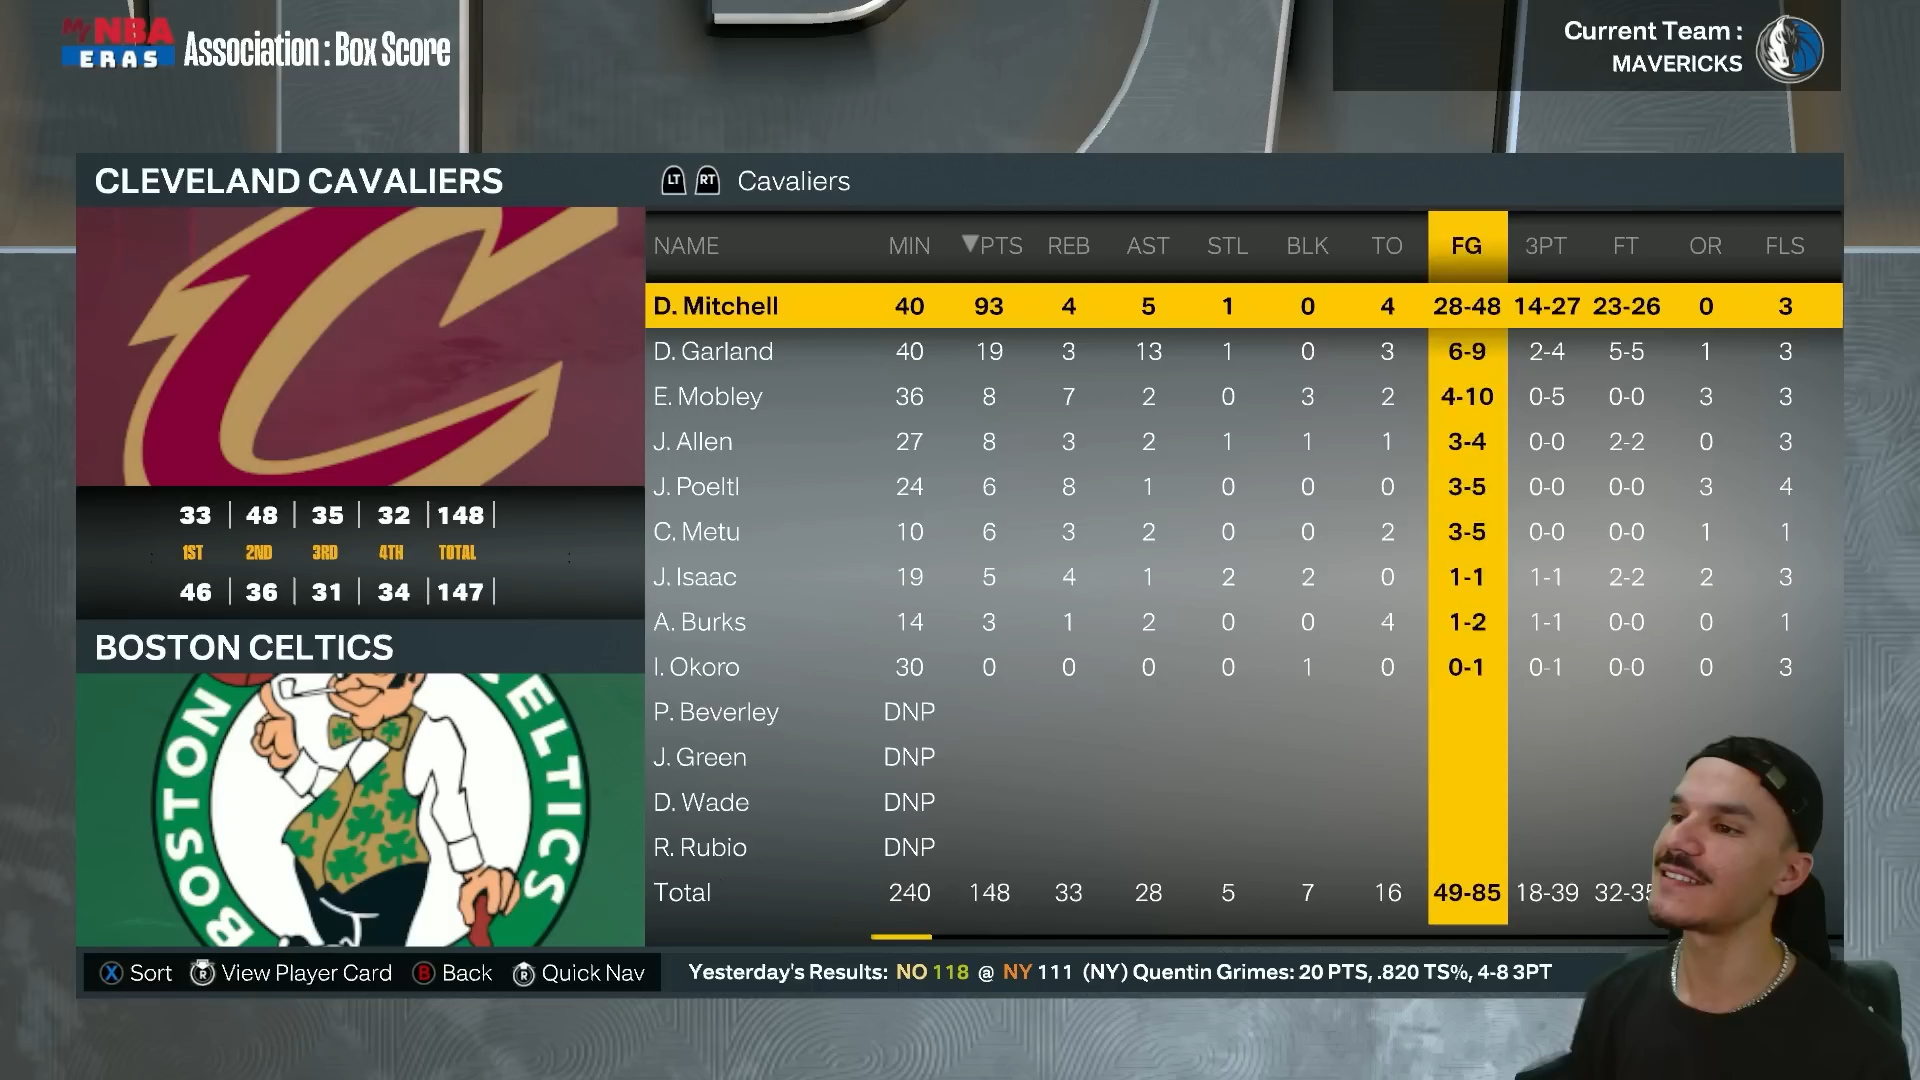 My NBA ERAS Association : Box Score
Current Team :
MAVERICKS
CLEVELAND CAVALIERS
33 48 35 32 148
1ST 2ND 3RD 4TH TOTAL
46 36 31 34 147
BOSTON CELTICS
BOSTON CELTICS
LT RT Cavaliers
NAME MIN ▼PTS REB AST STL BLK TO FG 3PT FT OR FLS
D. Mitchell 40 93 4 5 1 0 4 28-48 14-27 23-26 0 3
D. Garland 40 19 3 13 1 0 3 6-9 2-4 5-5 1 3
E. Mobley 36 8 7 2 0 3 2 4-10 0-5 0-0 3 3
J. Allen 27 8 3 2 1 1 1 3-4 0-0 2-2 0 3
J. Poeltl 24 6 8 1 0 0 0 3-5 0-0 0-0 3 4
C. Metu 10 6 3 2 0 0 2 3-5 0-0 0-0 1 1
J. Isaac 19 5 4 1 2 2 0 1-1 1-1 2-2 2 3
A. Burks 14 3 1 2 0 0 4 1-2 1-1 0-0 0 1
I. Okoro 30 0 0 0 0 1 0 0-1 0-1 0-0 0 3
P. Beverley DNP
J. Green DNP
D. Wade DNP
R. Rubio DNP
Total 240 148 33 28 5 7 16 49-85 18-39 32-35
X Sort R View Player Card B Back R Quick Nav
Yesterday's Results: NO 118 @ NY 111 (NY) Quentin Grimes: 20 PTS, .820 TS%, 4-8 3PT